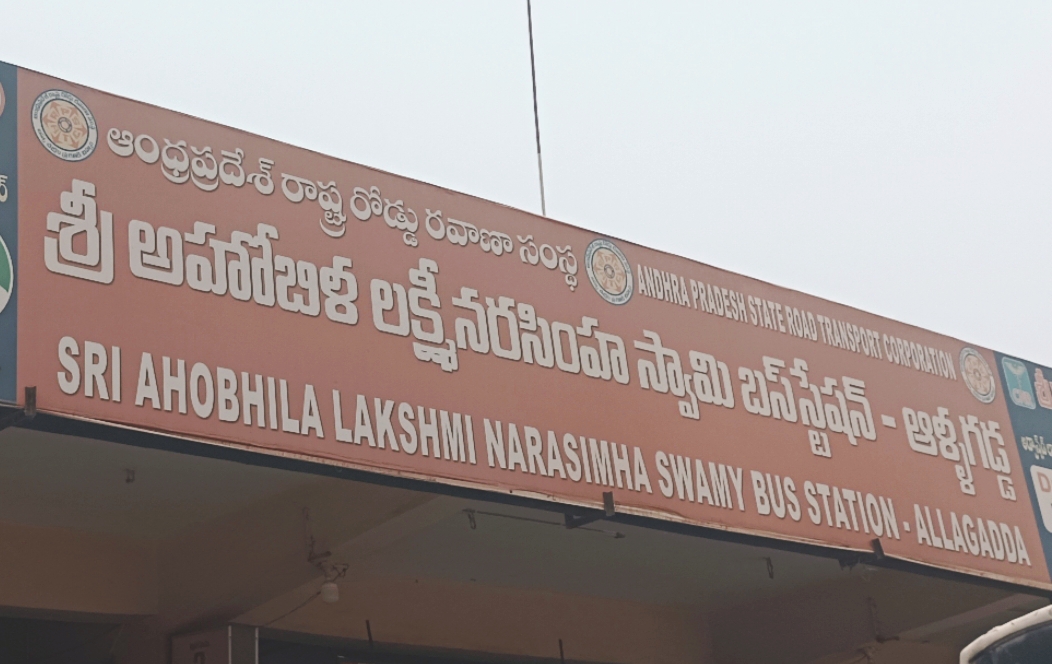 ఆంధ్రప్రదేశ్ రాష్ట్ర రోడ్డు రవాణా సంస్థ
ANDHRA PRADESH STATE ROAD TRANSPORT CORPORATION
శ్రీ అహోబిళ లక్ష్మీనరసింహ స్వామి బస్‌స్టేషన్ - ఆళ్ళగడ్డ
SRI AHOBHILA LAKSHMI NARASIMHA SWAMY BUS STATION - ALLAGADDA